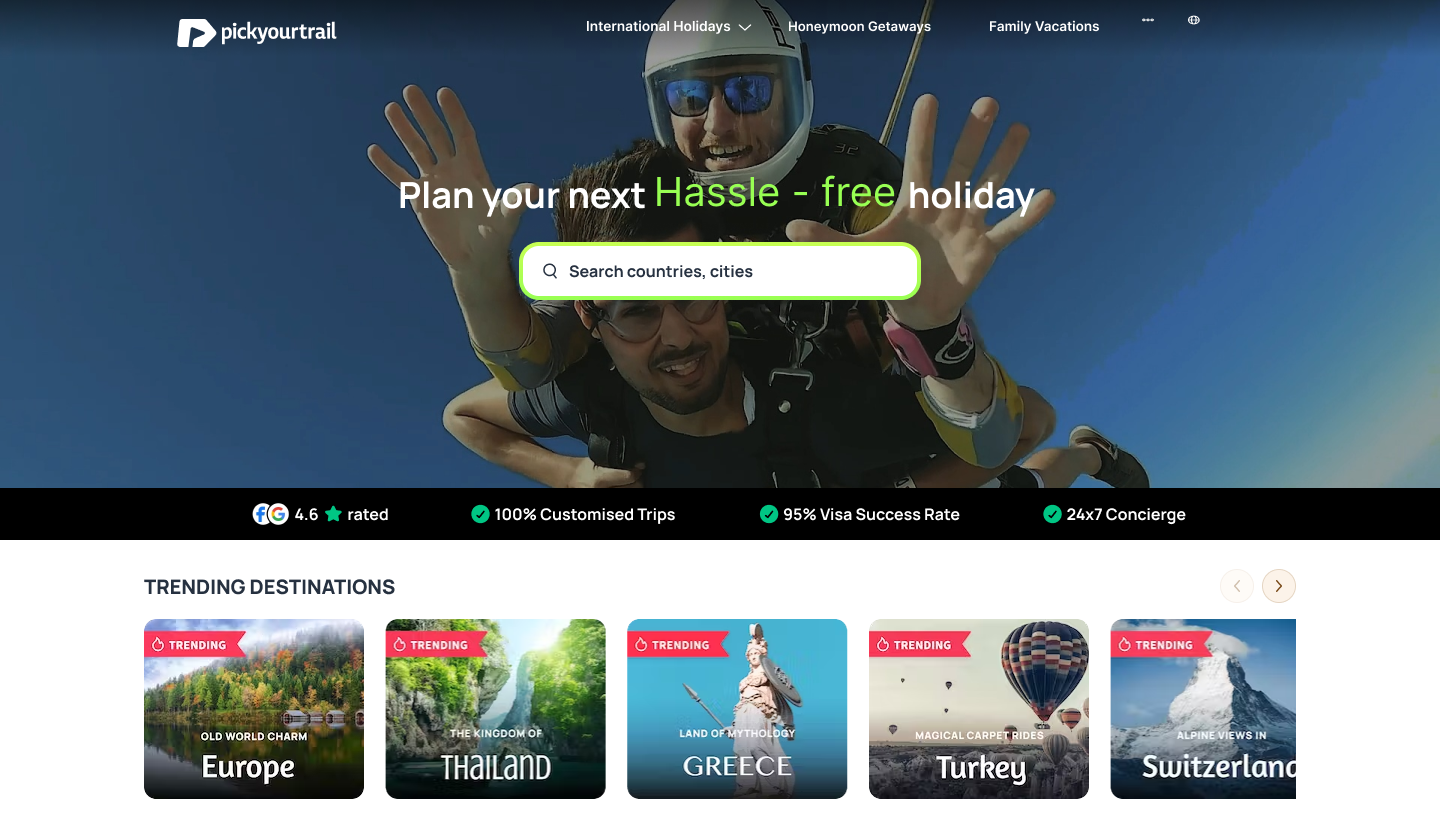 pickyourtrail
International Holidays
Honeymoon Getaways
Family Vacations
Plan your next Hassle - free holiday
Search countries, cities
4.6 rated
100% Customised Trips
95% Visa Success Rate
24x7 Concierge
TRENDING DESTINATIONS
TRENDING
OLD WORLD CHARM
Europe
TRENDING
THE KINGDOM OF
THAILAND
TRENDING
LAND OF MYTHOLOGY
GREECE
TRENDING
MAGICAL CARPET RIDES
Turkey
TRENDING
ALPINE VIEWS IN
Switzerland